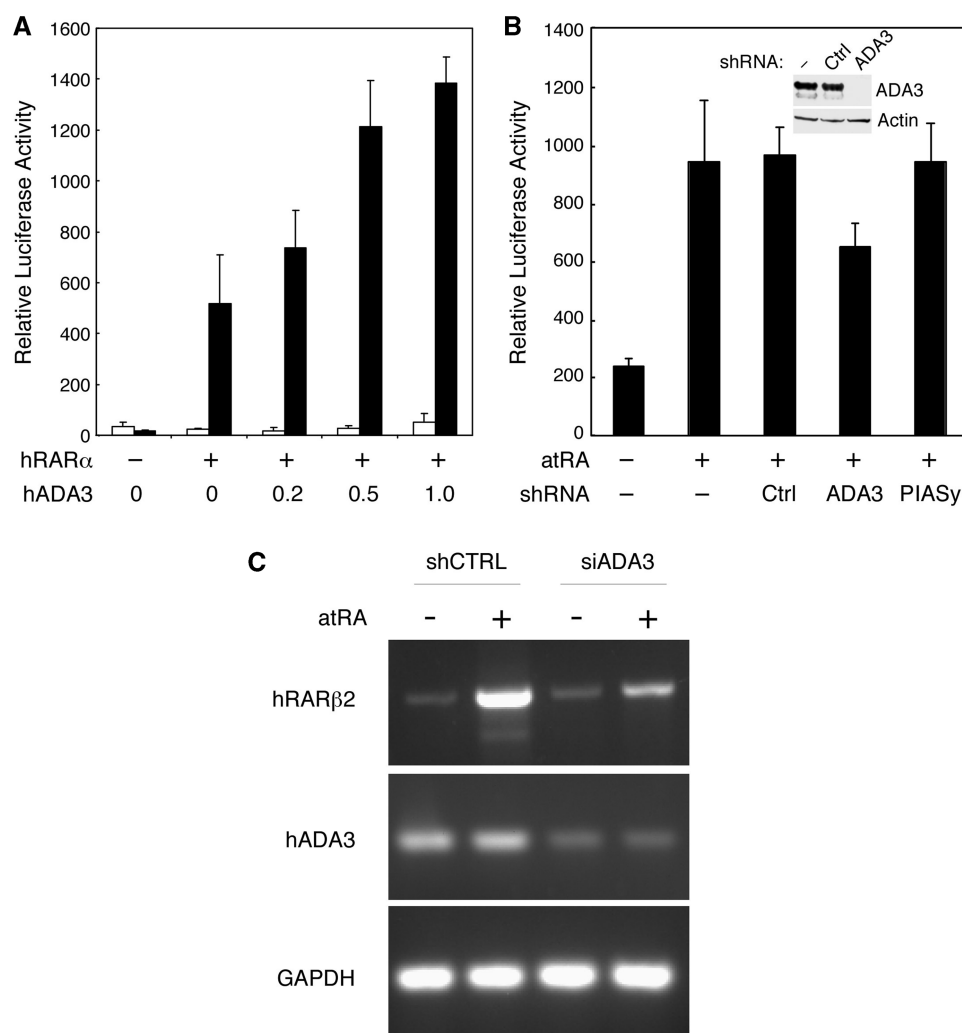 A
Relative Luciferase Activity
1600
1400
1200
1000
800
600
400
200
0
hRARα – + + + +
hADA3 0 0 0.2 0.5 1.0
B
Relative Luciferase Activity
1400
1200
1000
800
600
400
200
0
shRNA: – Ctrl ADA3
ADA3
Actin
atRA – + + + +
shRNA – – Ctrl ADA3 PIASy
C
shCTRL siADA3
atRA - + - +
hRARβ2
hADA3
GAPDH